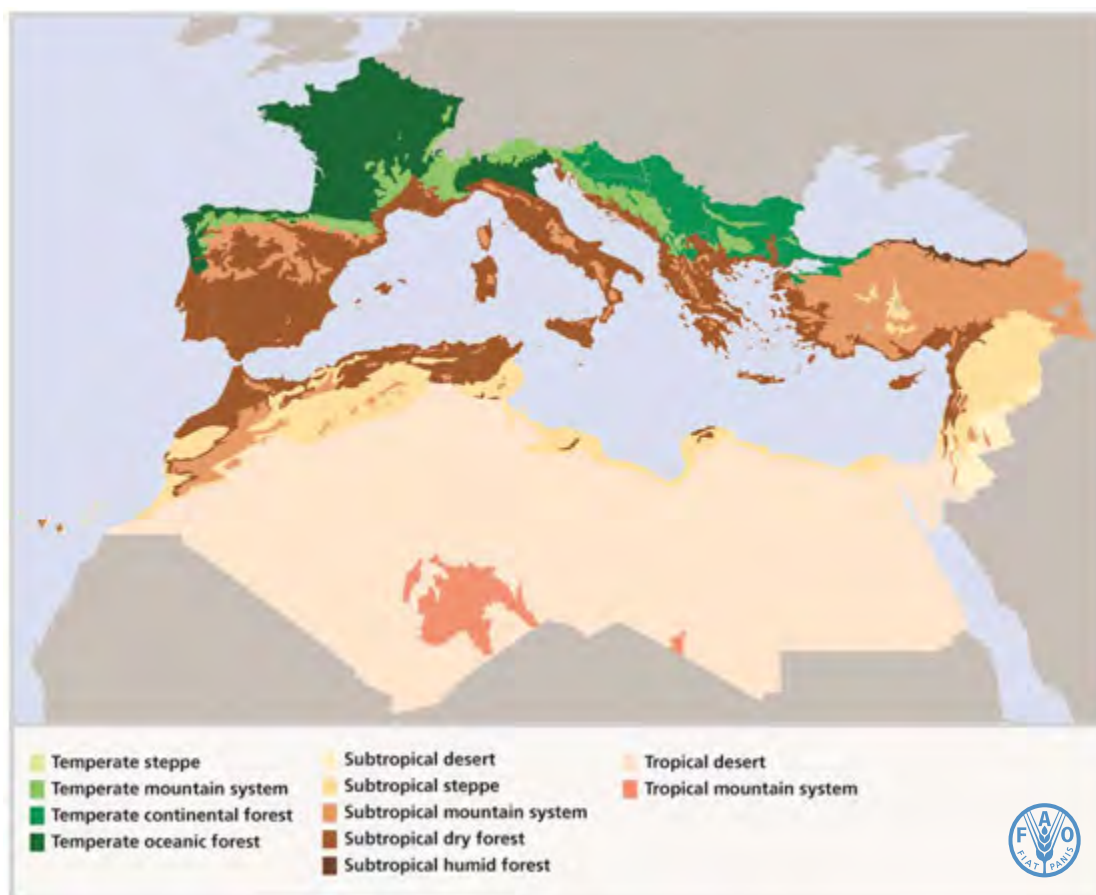 Temperate steppe
Temperate mountain system
Temperate continental forest
Temperate oceanic forest
Subtropical desert
Subtropical steppe
Subtropical mountain system
Subtropical dry forest
Subtropical humid forest
Tropical desert
Tropical mountain system
F A O
FIAT PANIS